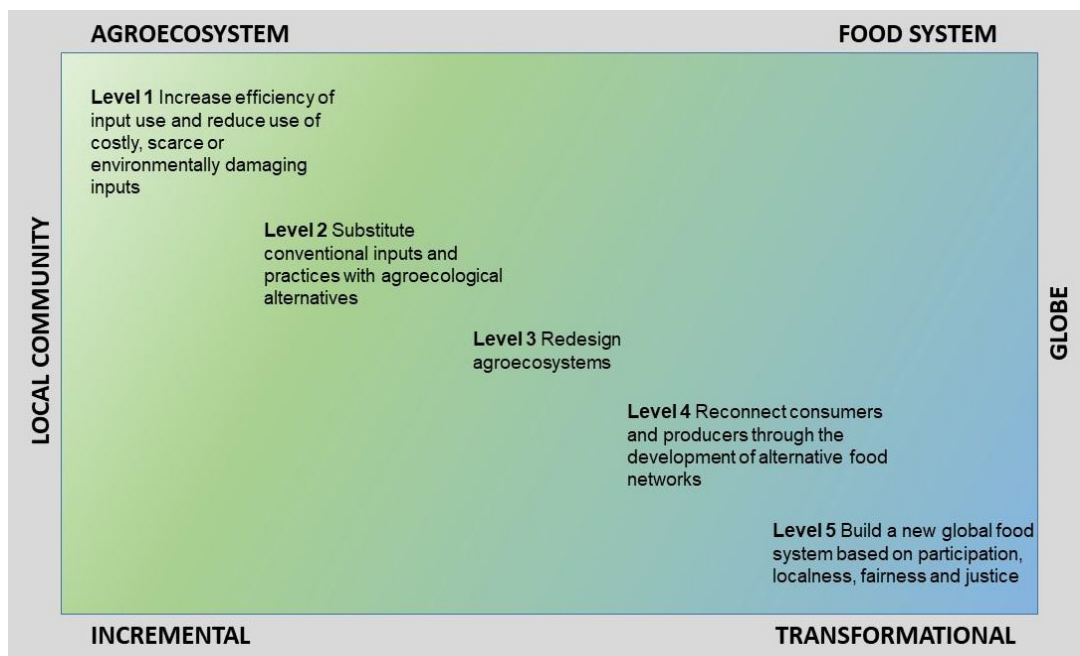 AGROECOSYSTEM
FOOD SYSTEM
Level 1 Increase efficiency of
input use and reduce use of
costly, scarce or
environmentally damaging
inputs
LOCAL COMMUNITY
Level 2 Substitute
conventional inputs and
practices with agroecological
alternatives
Level 3 Redesign
agroecosystems
GLOBE
Level 4 Reconnect consumers
and producers through the
development of alternative food
networks
Level 5 Build a new global food
system based on participation,
localness, fairness and justice
INCREMENTAL
TRANSFORMATIONAL